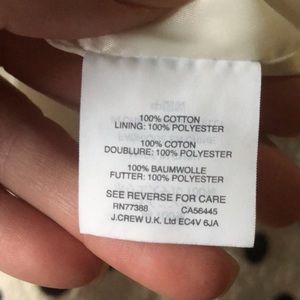 100% COTTON
LINING: 100% POLYESTER
100% COTON
DOUBLURE: 100% POLYESTER
100% BAUMWOLLE
FUTTER: 100% POLYESTER
SEE REVERSE FOR CARE
RN77388 CA56445
J.CREW U.K. Ltd EC4V 6JA